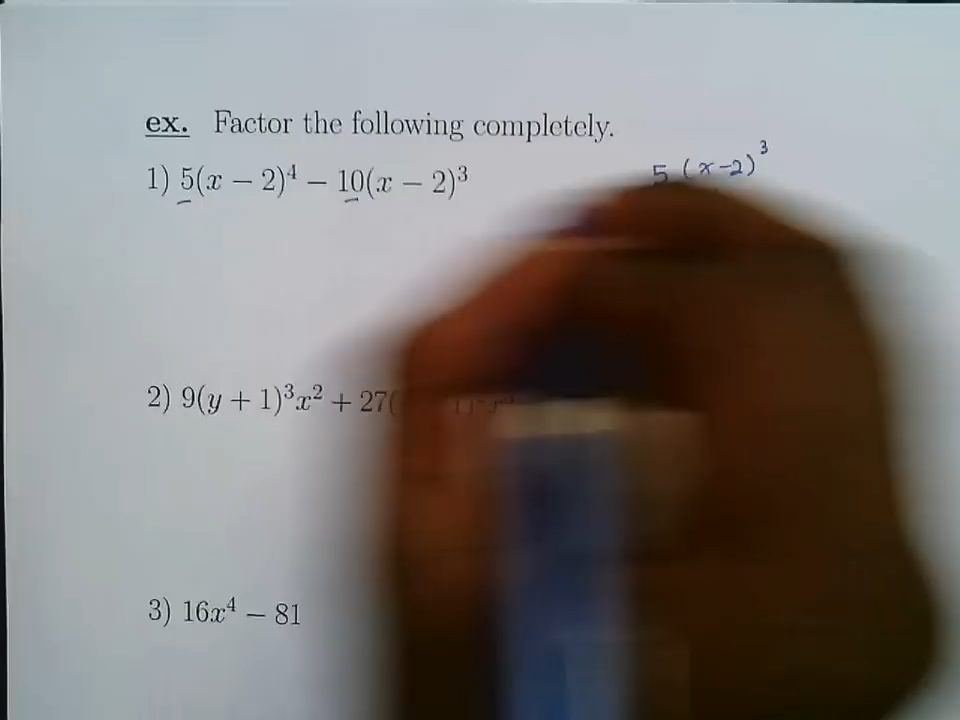 ex. Factor the following completely.
1) 5(x − 2)⁴ − 10(x − 2)³
5 (x−2)³
2) 9(y + 1)³x² + 27(
3) 16x⁴ − 81